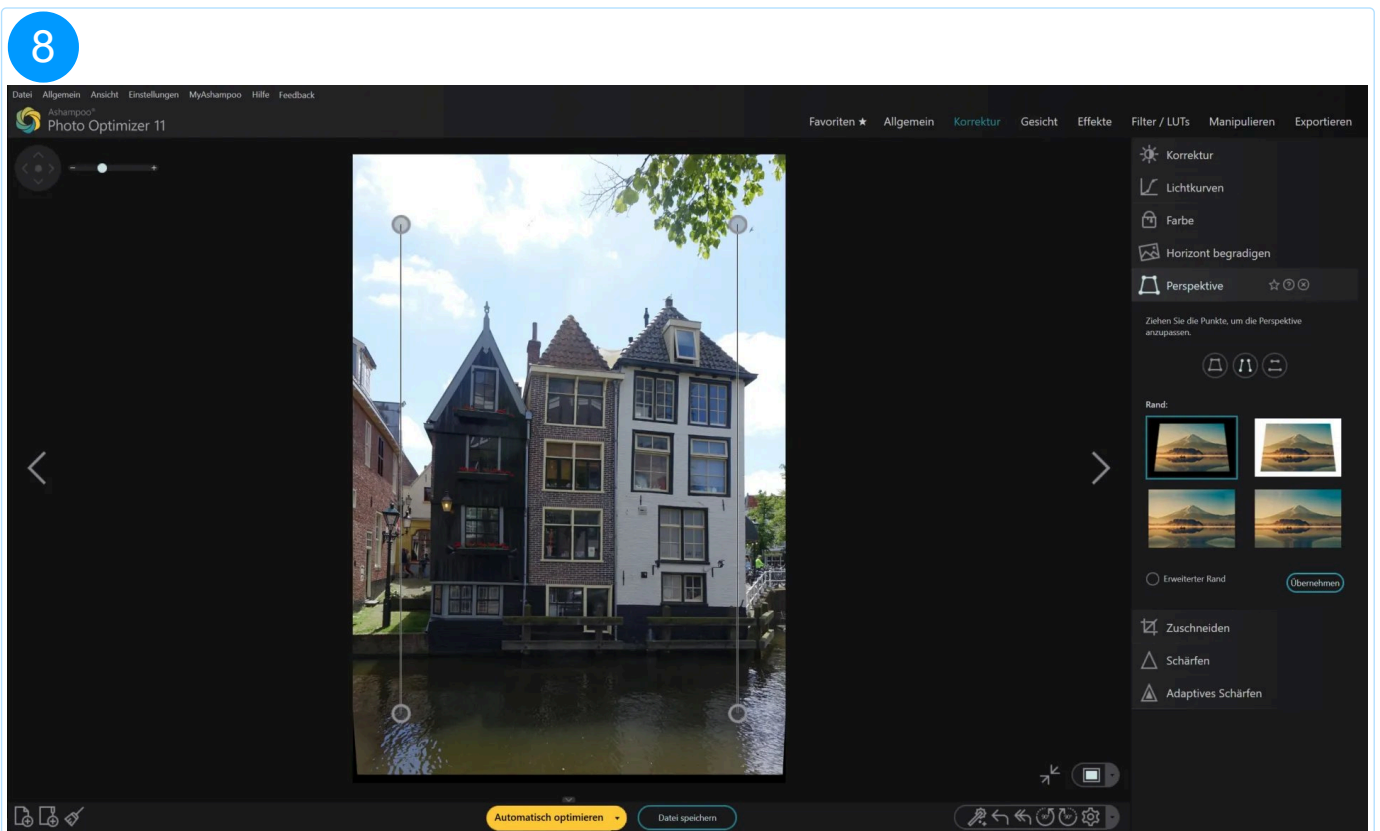 8
Datei Allgemein Ansicht Einstellungen MyAshampoo Hilfe Feedback
Ashampoo®
Photo Optimizer 11
Favoriten ★ Allgemein Korrektur Gesicht Effekte Filter / LUTs Manipulieren Exportieren
Korrektur
Lichtkurven
Farbe
Horizont begradigen
Perspektive
Ziehen Sie die Punkte, um die Perspektive
anzupassen.
Rand:
Erweiterter Rand
Übernehmen
Zuschneiden
Schärfen
Adaptives Schärfen
Automatisch optimieren
Datei speichern
90°
90°